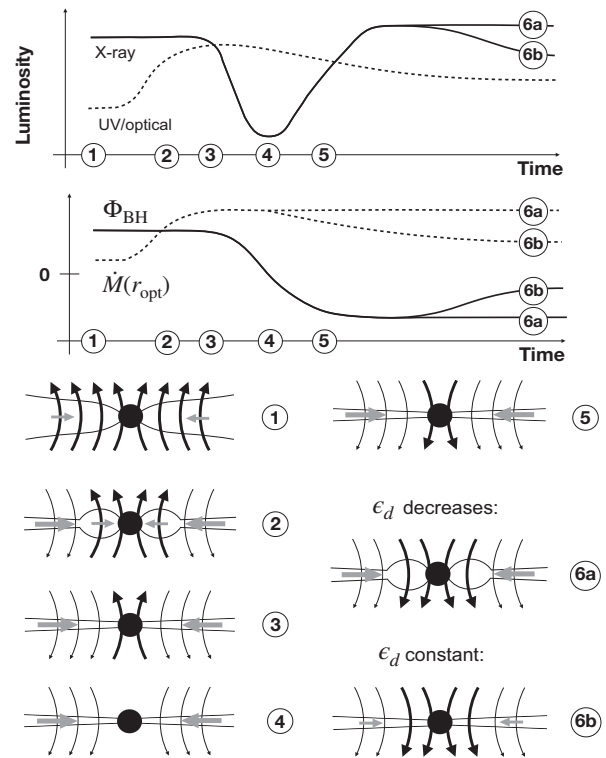 Luminosity
X-ray
UV/optical
6a
6b
1 2 3 4 5
Time
Φ_BH
0
Ṁ(r_opt)
6a
6b
6b
6a
1 2 3 4 5
Time
1
5
2
ϵ_d decreases:
6a
3
ϵ_d constant:
4
6b